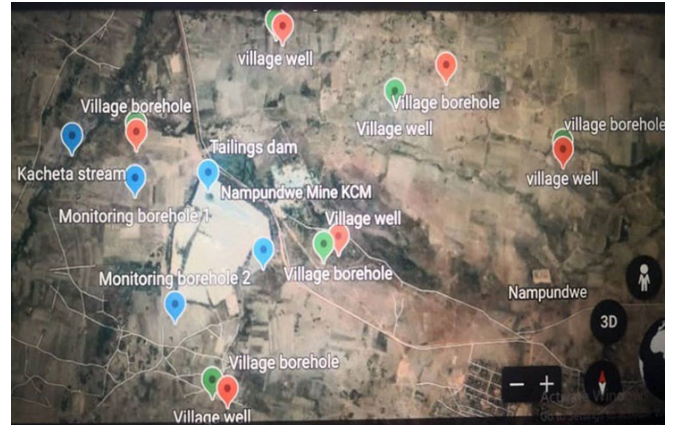 village well
Village borehole
Village borehole
Village well
village borehole
Tailings dam
Kacheta stream
Nampundwe Mine KCM
village well
Monitoring borehole 1
Village well
Village borehole
Monitoring borehole 2
Nampundwe
3D
Village borehole
Village well